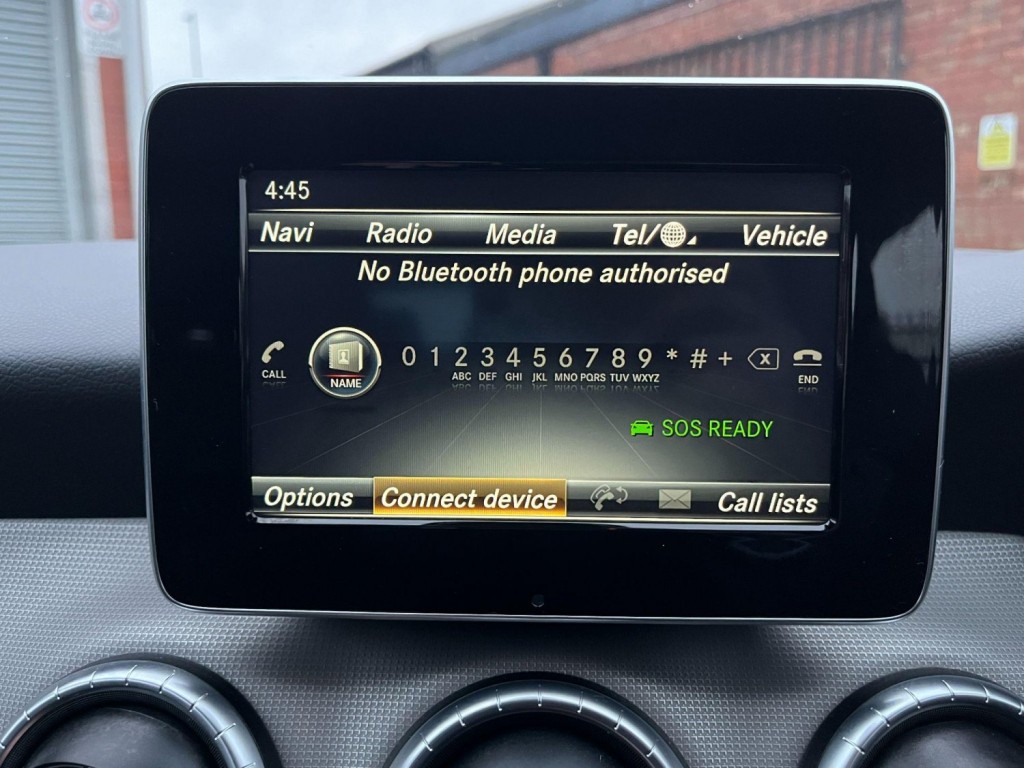 4:45
Navi Radio Media Tel/ Vehicle
No Bluetooth phone authorised
0 1 2 3 4 5 6 7 8 9 * # +
CALL NAME ABC DEF GHI JKL MNO PQRS TUV WXYZ END
SOS READY
Options Connect device Call lists